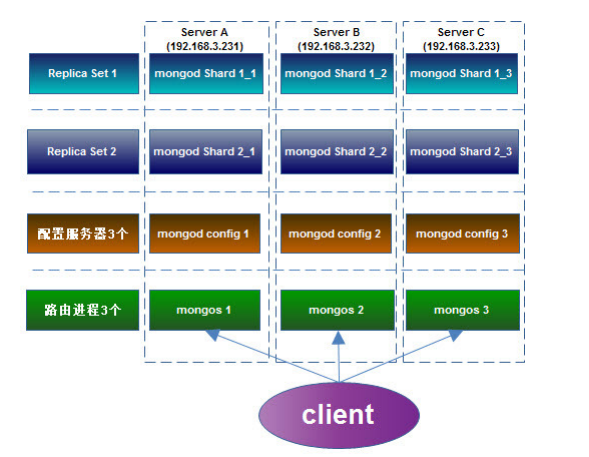 Server A
(192.168.3.231)
Server B
(192.168.3.232)
Server C
(192.168.3.233)
Replica Set 1
mongod Shard 1_1
mongod Shard 1_2
mongod Shard 1_3
Replica Set 2
mongod Shard 2_1
mongod Shard 2_2
mongod Shard 2_3
配置服务器3个
mongod config 1
mongod config 2
mongod config 3
路由进程3个
mongos 1
mongos 2
mongos 3
client